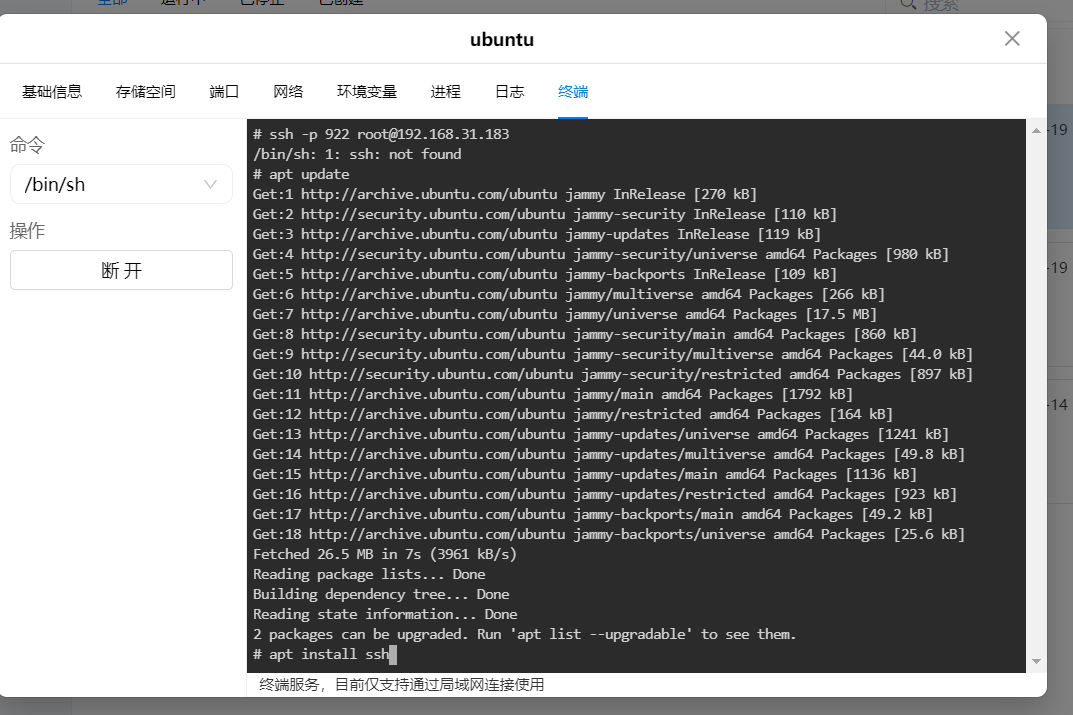 全部 运行中 已停止 已创建 搜索
ubuntu
基础信息 存储空间 端口 网络 环境变量 进程 日志 终端
命令
/bin/sh
操作
断 开
# ssh -p 922 root@192.168.31.183
/bin/sh: 1: ssh: not found
# apt update
Get:1 http://archive.ubuntu.com/ubuntu jammy InRelease [270 kB]
Get:2 http://security.ubuntu.com/ubuntu jammy-security InRelease [110 kB]
Get:3 http://archive.ubuntu.com/ubuntu jammy-updates InRelease [119 kB]
Get:4 http://security.ubuntu.com/ubuntu jammy-security/universe amd64 Packages [980 kB]
Get:5 http://archive.ubuntu.com/ubuntu jammy-backports InRelease [109 kB]
Get:6 http://archive.ubuntu.com/ubuntu jammy/multiverse amd64 Packages [266 kB]
Get:7 http://archive.ubuntu.com/ubuntu jammy/universe amd64 Packages [17.5 MB]
Get:8 http://security.ubuntu.com/ubuntu jammy-security/main amd64 Packages [860 kB]
Get:9 http://security.ubuntu.com/ubuntu jammy-security/multiverse amd64 Packages [44.0 kB]
Get:10 http://security.ubuntu.com/ubuntu jammy-security/restricted amd64 Packages [897 kB]
Get:11 http://archive.ubuntu.com/ubuntu jammy/main amd64 Packages [1792 kB]
Get:12 http://archive.ubuntu.com/ubuntu jammy/restricted amd64 Packages [164 kB]
Get:13 http://archive.ubuntu.com/ubuntu jammy-updates/universe amd64 Packages [1241 kB]
Get:14 http://archive.ubuntu.com/ubuntu jammy-updates/multiverse amd64 Packages [49.8 kB]
Get:15 http://archive.ubuntu.com/ubuntu jammy-updates/main amd64 Packages [1136 kB]
Get:16 http://archive.ubuntu.com/ubuntu jammy-updates/restricted amd64 Packages [923 kB]
Get:17 http://archive.ubuntu.com/ubuntu jammy-backports/main amd64 Packages [49.2 kB]
Get:18 http://archive.ubuntu.com/ubuntu jammy-backports/universe amd64 Packages [25.6 kB]
Fetched 26.5 MB in 7s (3961 kB/s)
Reading package lists... Done
Building dependency tree... Done
Reading state information... Done
2 packages can be upgraded. Run 'apt list --upgradable' to see them.
# apt install ssh
终端服务，目前仅支持通过局域网连接使用
-19
-19
-14